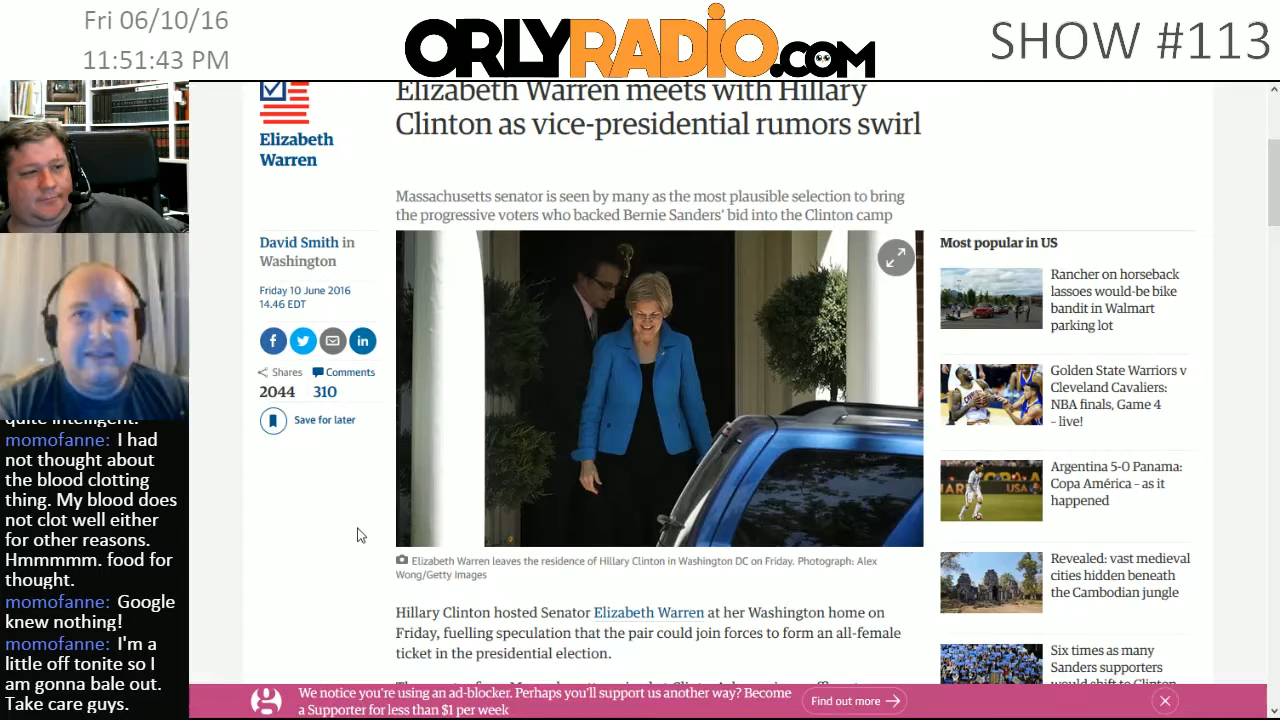 Fri 06/10/16
11:51:43 PM
ORLYRADIO.COM
SHOW #113
Elizabeth
Warren
Elizabeth Warren meets with Hillary
Clinton as vice-presidential rumors swirl
Massachusetts senator is seen by many as the most plausible selection to bring
the progressive voters who backed Bernie Sanders' bid into the Clinton camp
David Smith in
Washington
Friday 10 June 2016
14.46 EDT
Shares
Comments
2044
310
Save for later
Elizabeth Warren leaves the residence of Hillary Clinton in Washington DC on Friday. Photograph: Alex
Wong/Getty Images
Hillary Clinton hosted Senator Elizabeth Warren at her Washington home on
Friday, fuelling speculation that the pair could join forces to form an all-female
ticket in the presidential election.
Most popular in US
Rancher on horseback
lassoes would-be bike
bandit in Walmart
parking lot
Golden State Warriors v
Cleveland Cavaliers:
NBA finals, Game 4
– live!
Argentina 5-0 Panama:
Copa América – as it
happened
Revealed: vast medieval
cities hidden beneath
the Cambodian jungle
Six times as many
Sanders supporters
would shift to Clinton
quite intelligent.
momofanne: I had
not thought about
the blood clotting
thing. My blood does
not clot well either
for other reasons.
Hmmmmm. food for
thought.
momofanne: Google
knew nothing!
momofanne: I'm a
little off tonite so I
am gonna bale out.
Take care guys.
We notice you're using an ad-blocker. Perhaps you'll support us another way? Become
a Supporter for less than $1 per week
Find out more